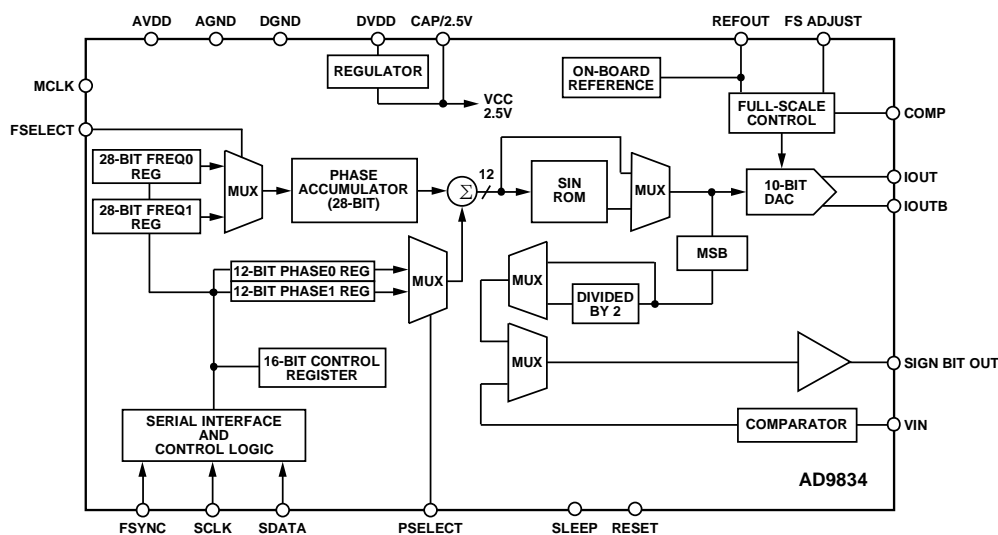 AVDD
AGND
DGND
DVDD
CAP/2.5V
REFOUT
FS ADJUST
MCLK
REGULATOR
VCC
2.5V
ON-BOARD
REFERENCE
FULL-SCALE
CONTROL
COMP
FSELECT
28-BIT FREQ0
REG
28-BIT FREQ1
REG
MUX
PHASE
ACCUMULATOR
(28-BIT)
Σ
12
SIN
ROM
MUX
10-BIT
DAC
IOUT
IOUTB
MSB
12-BIT PHASE0 REG
12-BIT PHASE1 REG
MUX
MUX
DIVIDED
BY 2
16-BIT CONTROL
REGISTER
MUX
SIGN BIT OUT
SERIAL INTERFACE
AND
CONTROL LOGIC
COMPARATOR
VIN
AD9834
FSYNC
SCLK
SDATA
PSELECT
SLEEP
RESET